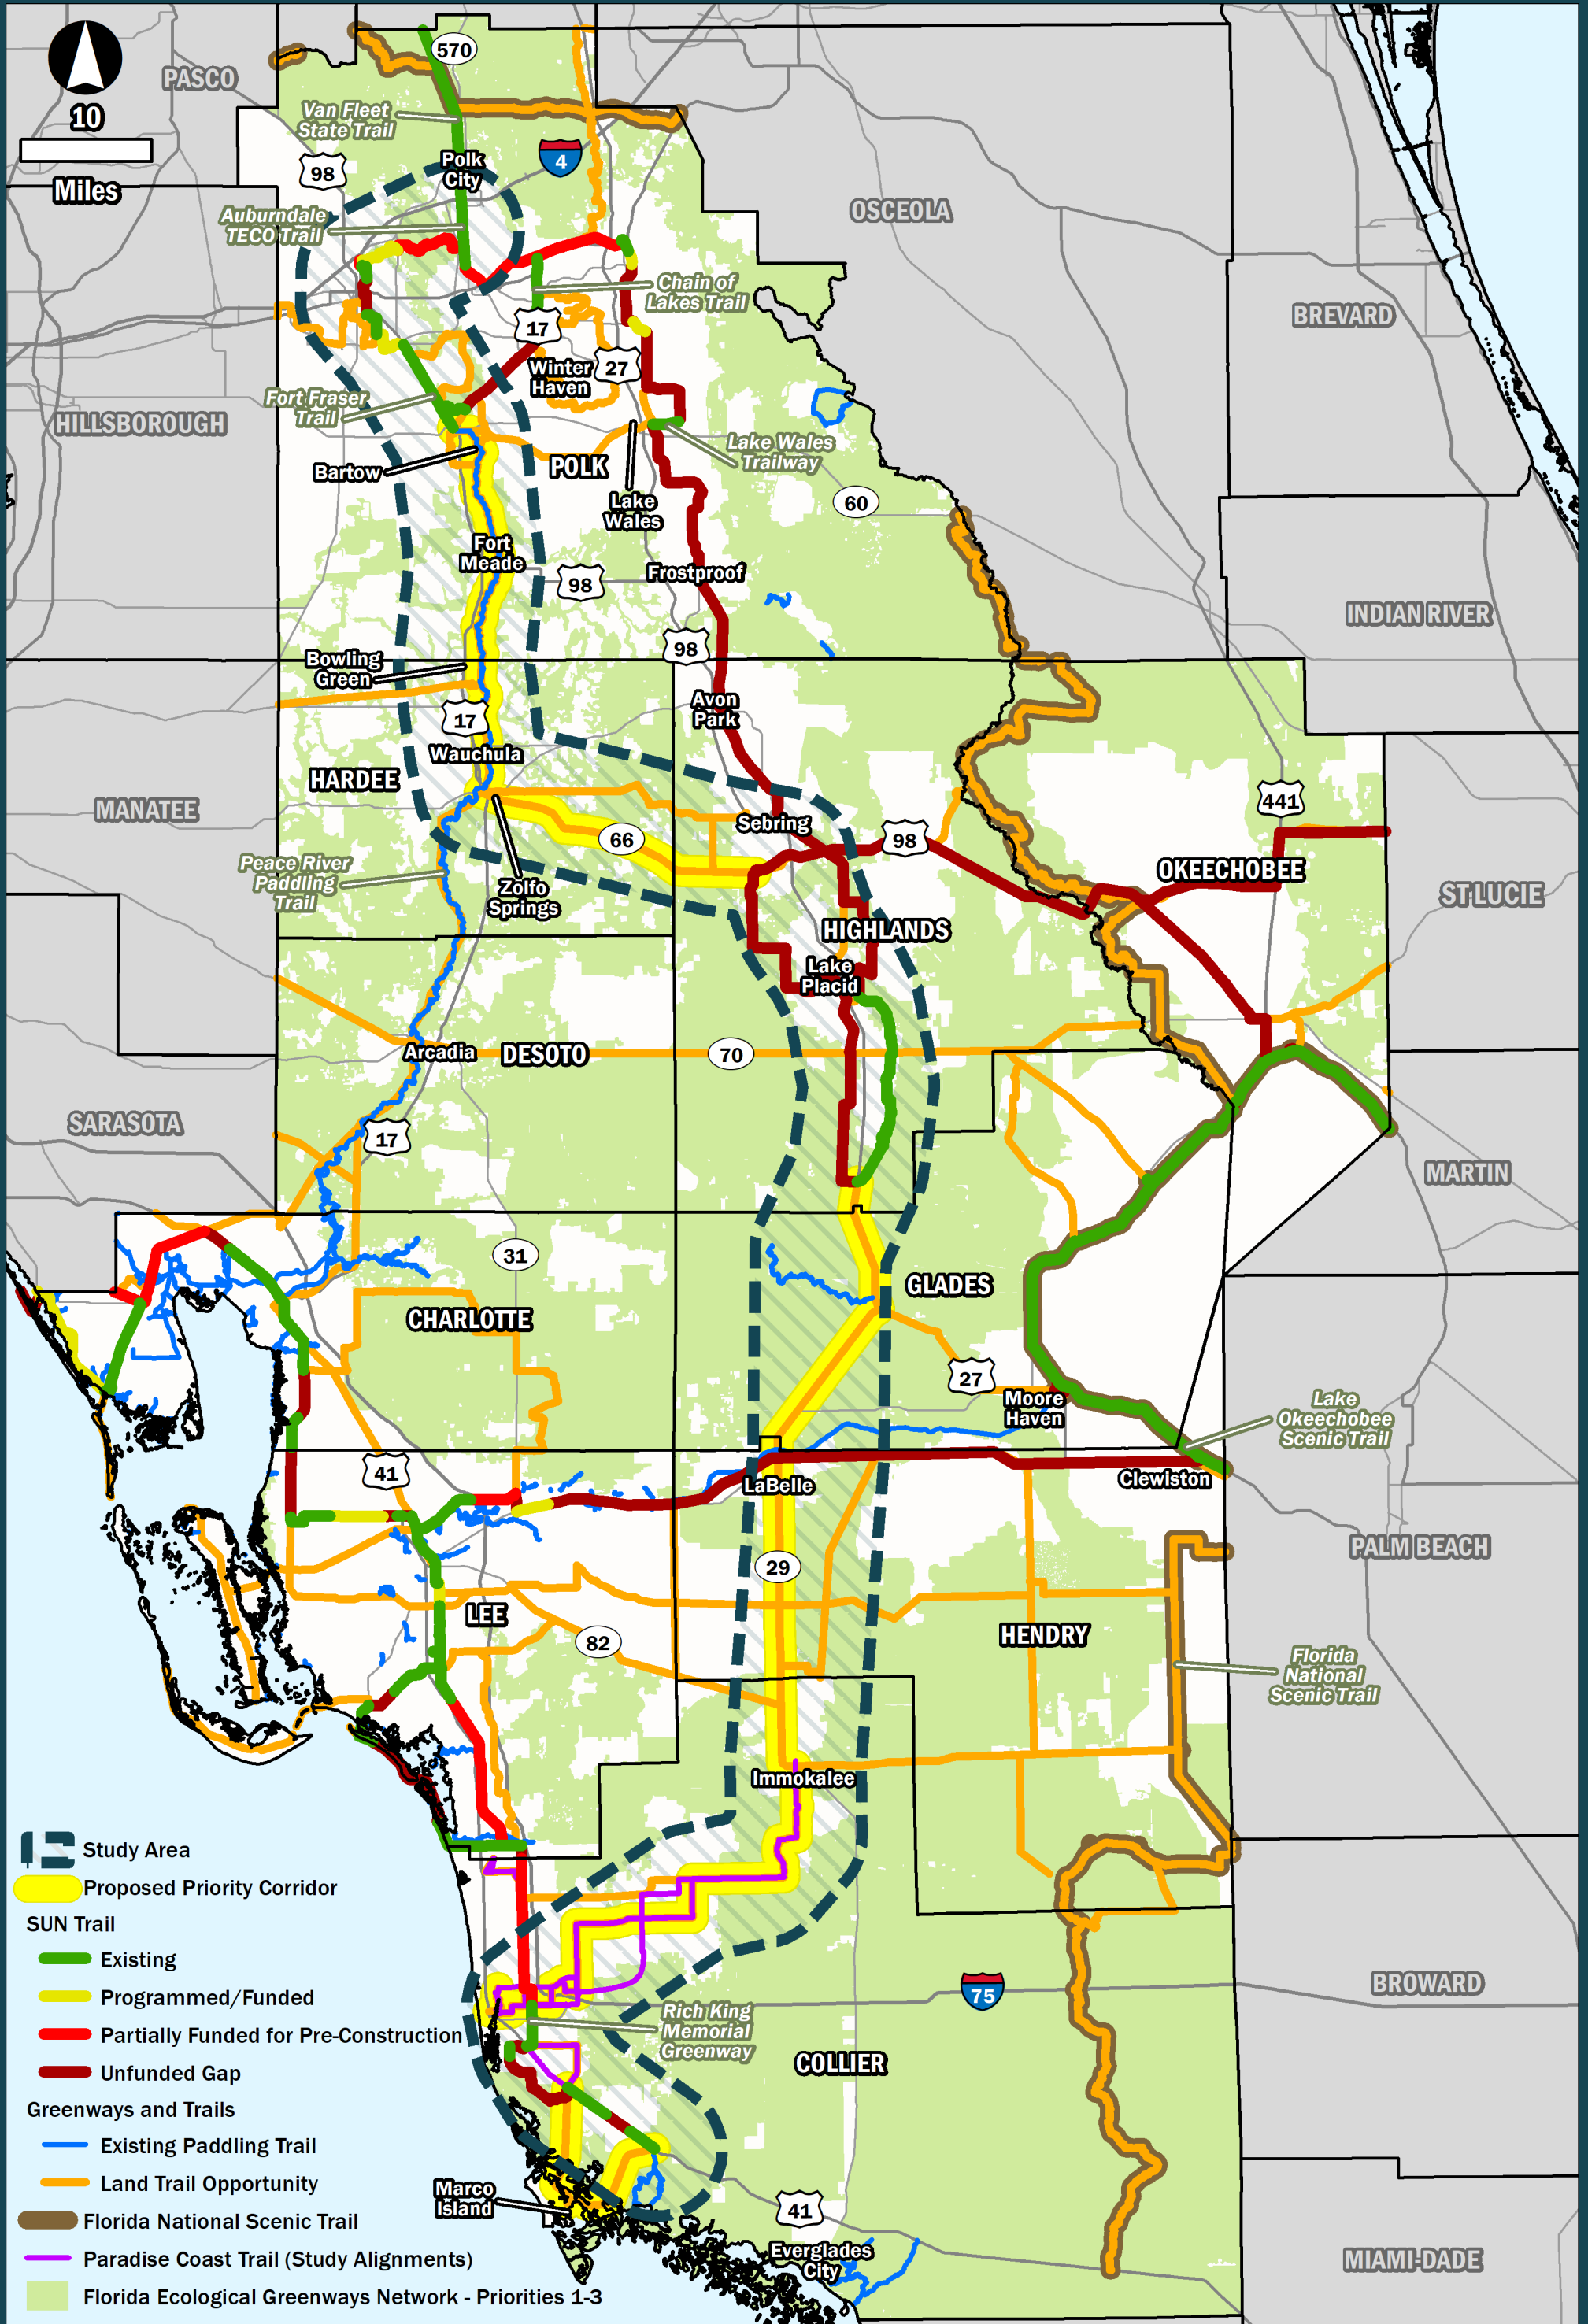 570
PASCO
10
Van Fleet
State Trail
4
98
Polk
City
Miles
Auburndale
TECO Trail
OSCEOLA
Chain of
Lakes Trail
BREVARD
17
Winter
Haven
27
Fort Fraser
Trail
HILLSBOROUGH
Lake Wales
Trailway
Bartow
POLK
Lake
Wales
60
Fort
Meade
98
Frostproof
INDIAN RIVER
98
Bowling
Green
Avon
Park
17
Wauchula
HARDEE
MANATEE
441
Sebring
66
98
Peace River
Paddling
Trail
OKEECHOBEE
Zolfo
Springs
ST LUCIE
HIGHLANDS
Lake
Placid
Arcadia
DESOTO
70
SARASOTA
17
MARTIN
31
GLADES
CHARLOTTE
27
Moore
Haven
Lake
Okeechobee
Scenic Trail
41
LaBelle
Clewiston
PALM BEACH
29
LEE
82
HENDRY
Florida
National
Scenic Trail
Immokalee
75
BROWARD
Rich King
Memorial
Greenway
COLLIER
Marco
Island
41
Everglades
City
MIAMI-DADE
Study Area
Proposed Priority Corridor
SUN Trail
Existing
Programmed/Funded
Partially Funded for Pre-Construction
Unfunded Gap
Greenways and Trails
Existing Paddling Trail
Land Trail Opportunity
Florida National Scenic Trail
Paradise Coast Trail (Study Alignments)
Florida Ecological Greenways Network - Priorities 1-3